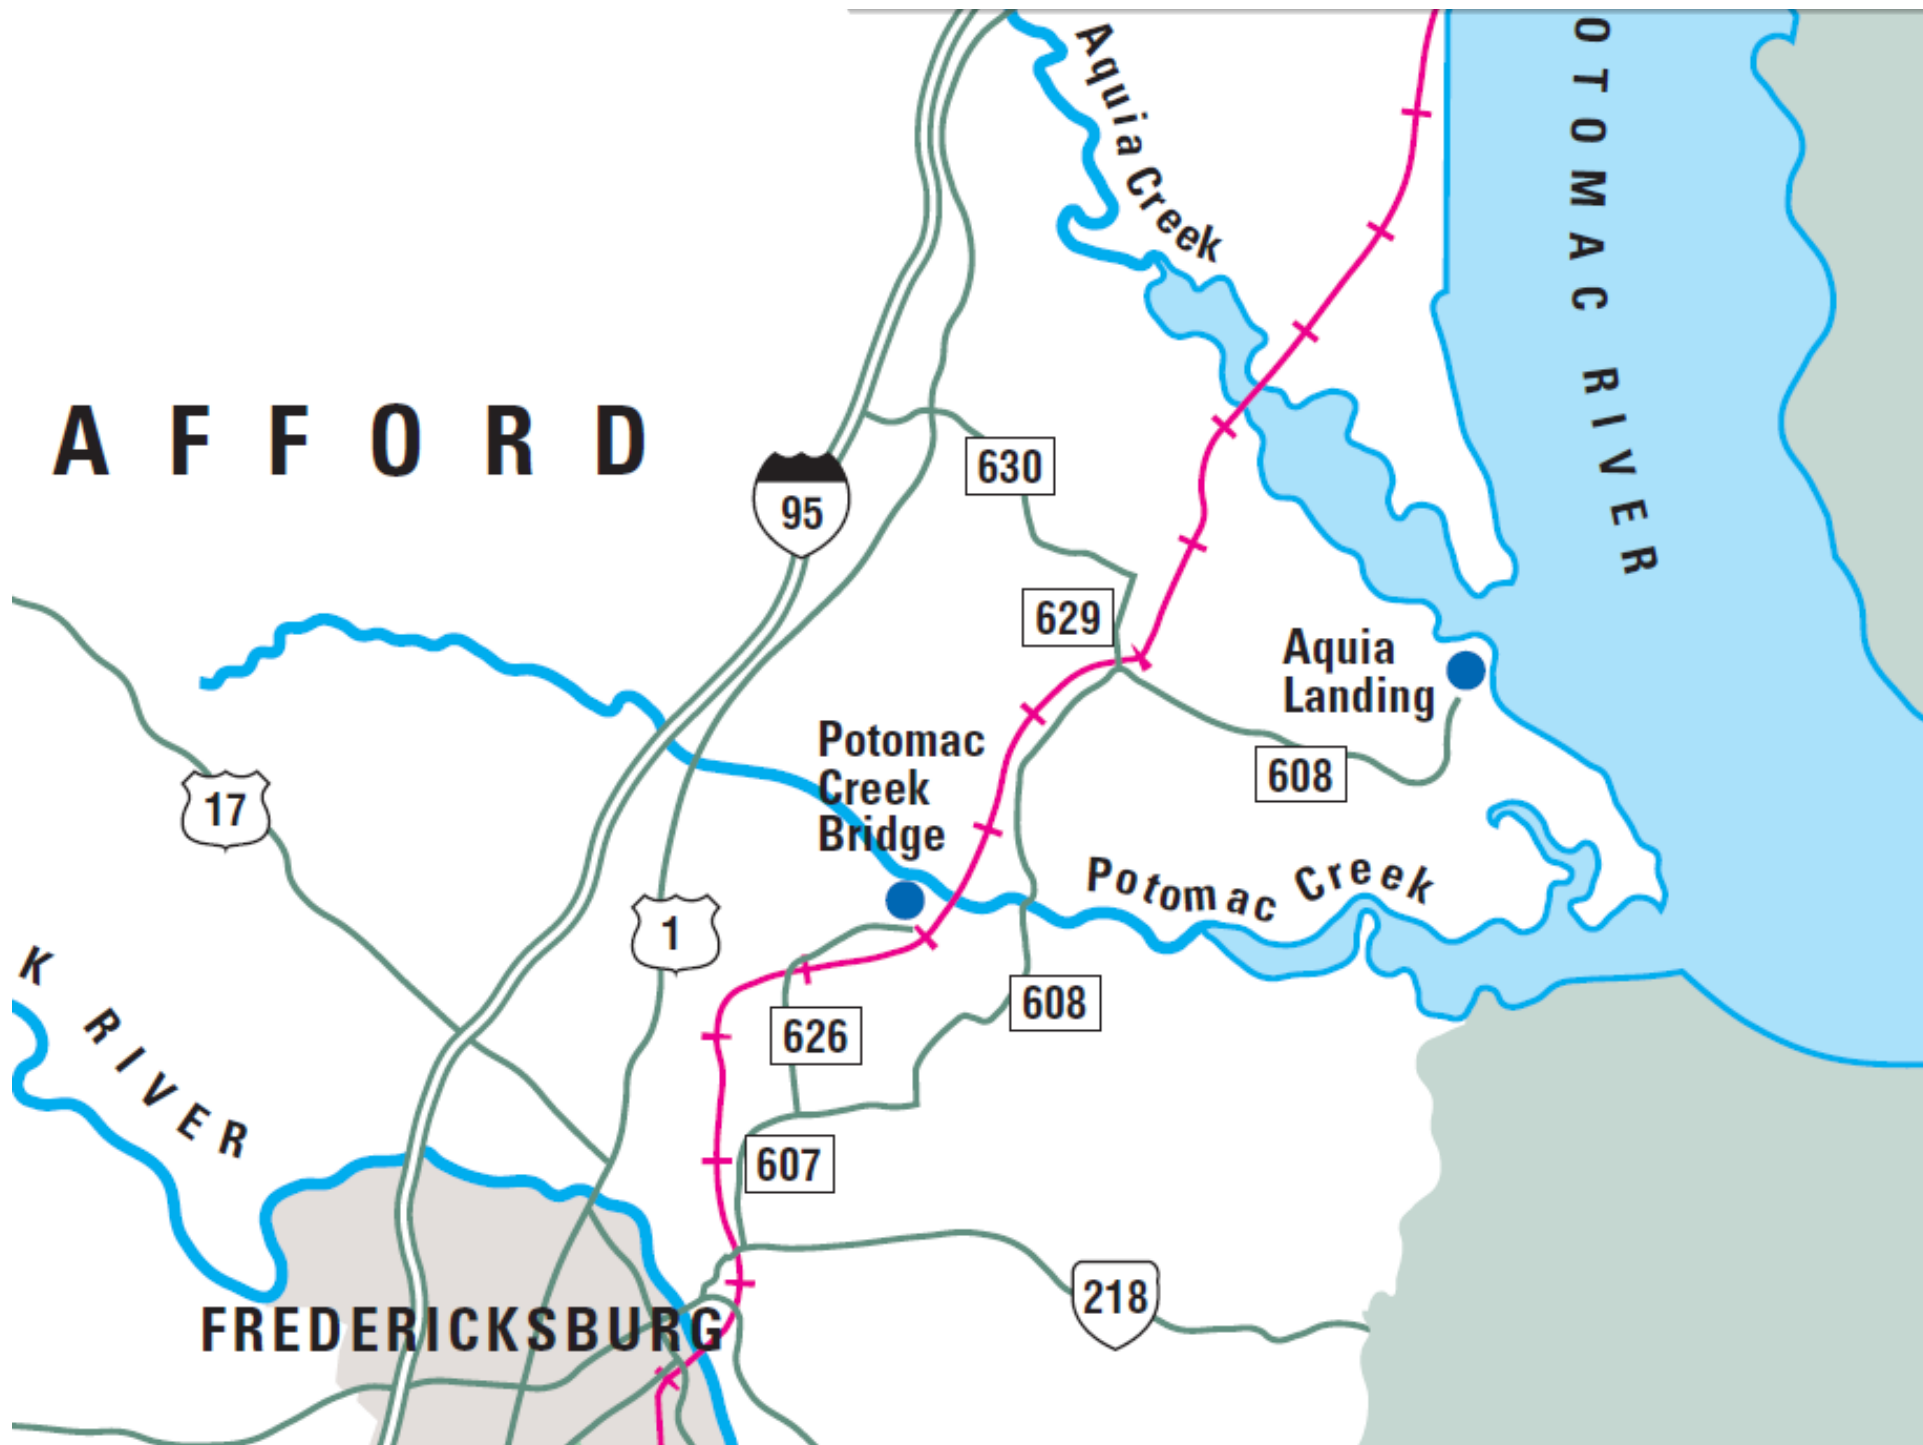 Aquia Creek
OTOMAC RIVER
AFFORD
95
630
629
Aquia
Landing
608
17
Potomac
Creek
Bridge
1
Potomac Creek
608
626
K RIVER
607
218
FREDERICKSBURG